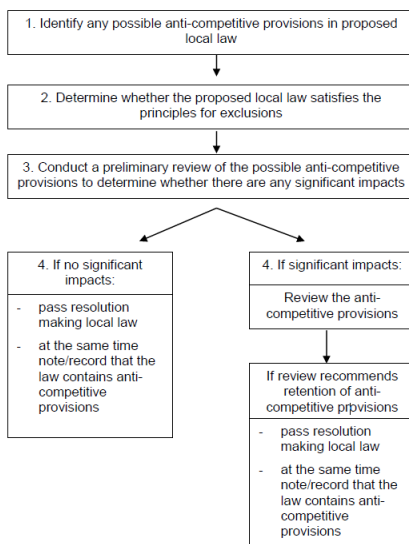 1. Identify any possible anti-competitive provisions in proposed
local law
2. Determine whether the proposed local law satisfies the
principles for exclusions
3. Conduct a preliminary review of the possible anti-competitive
provisions to determine whether there are any significant impacts
4. If no significant
impacts:
- pass resolution
making local law
- at the same time
note/record that the
law contains anti-
competitive
provisions
4. If significant impacts:
Review the anti-
competitive provisions
If review recommends
retention of anti-
competitive provisions
- pass resolution
making local law
- at the same time
note/record that the
law contains anti-
competitive
provisions